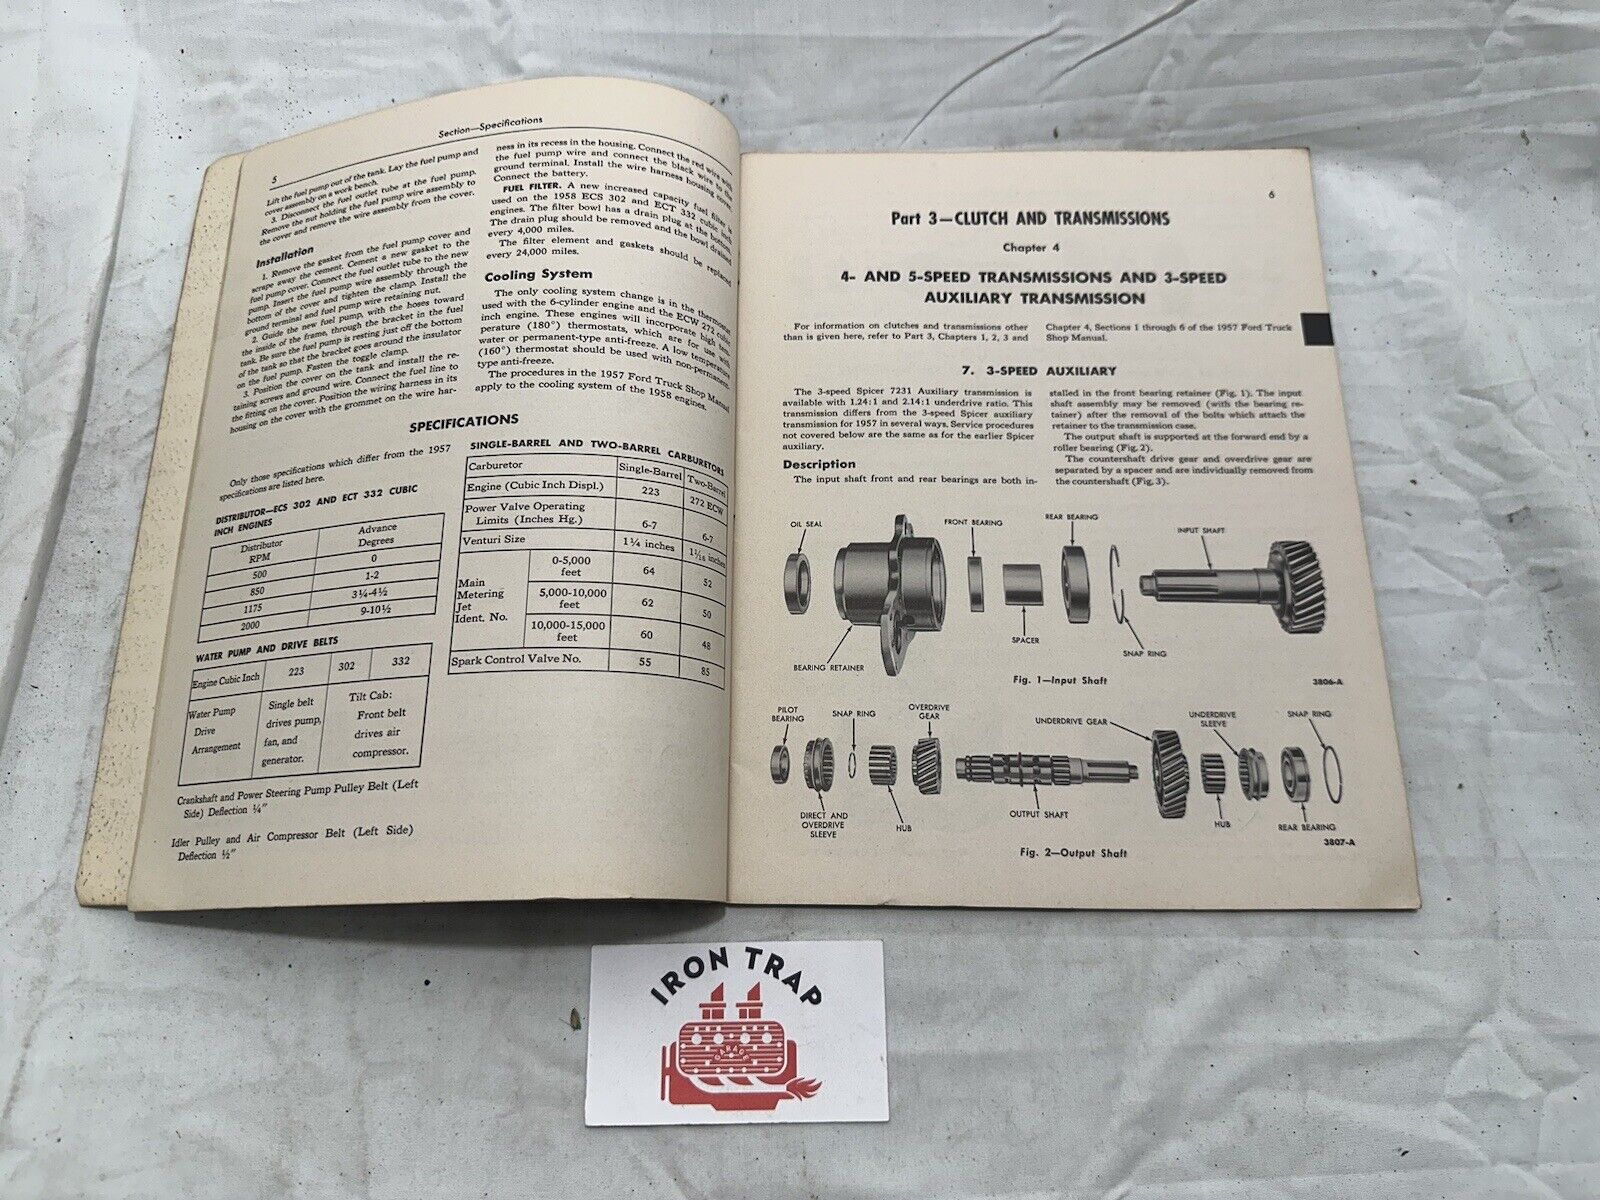 Section—Specifications
5
Lift the fuel pump out of the tank. Lay the fuel pump and
cover assembly on a work bench.
3. Disconnect the fuel outlet tube at the fuel pump.
Remove the nut holding the fuel pump wire assembly to
the cover and remove the wire assembly from the cover.
Installation
1. Remove the gasket from the fuel pump cover and
scrape away the cement. Cement a new gasket to the
fuel pump cover. Connect the fuel outlet tube to the new
pump. Insert the fuel pump wire assembly through the
bottom of the cover and tighten the clamp. Install the
ground terminal and fuel pump wire retaining nut.
2. Guide the new fuel pump, with the hoses toward
the inside of the frame, through the bracket in the fuel
tank. Be sure the fuel pump is resting just off the bottom
of the tank so that the bracket goes around the insulator
on the fuel pump. Fasten the toggle clamp.
3. Position the cover on the tank and install the re-
taining screws and ground wire. Connect the fuel line to
the fitting on the cover. Position the wiring harness in its
housing on the cover with the grommet on the wire har-
ness in its recess in the housing. Connect the red wire with
the fuel pump wire and connect the black wire to the
ground terminal. Install the wire harness housing cover.
Connect the battery.
FUEL FILTER. A new increased capacity fuel filter is
used on the 1958 ECS 302 and ECT 332 cubic inch
engines. The filter bowl has a drain plug at the bottom.
The drain plug should be removed and the bowl drained
every 4,000 miles.
The filter element and gaskets should be replaced
every 24,000 miles.
Cooling System
The only cooling system change is in the thermostat
used with the 6-cylinder engine and the ECW 272 cubic
inch engine. These engines will incorporate high tem-
perature (180°) thermostats, which are for use with
water or permanent-type anti-freeze. A low temperature
(160°) thermostat should be used with non-permanent-
type anti-freeze.
The procedures in the 1957 Ford Truck Shop Manual
apply to the cooling system of the 1958 engines.
SPECIFICATIONS
Only those specifications which differ from the 1957
specifications are listed here.
DISTRIBUTOR—ECS 302 AND ECT 332 CUBIC
INCH ENGINES
Distributor RPM Advance Degrees
500 0
850 1-2
1175 3¼-4½
2000 9-10½
WATER PUMP AND DRIVE BELTS
Engine Cubic Inch 223 302 332
Water Pump Drive Arrangement
Single belt drives pump, fan, and generator.
Tilt Cab: Front belt drives air compressor.
Crankshaft and Power Steering Pump Pulley Belt (Left
Side) Deflection ¼"
Idler Pulley and Air Compressor Belt (Left Side)
Deflection ½"
SINGLE-BARREL AND TWO-BARREL CARBURETORS
Carburetor Single-Barrel Two-Barrel
Engine (Cubic Inch Displ.) 223 272 ECW
Power Valve Operating Limits (Inches Hg.) 6-7 6-7
Venturi Size 1¼ inches 1 1/16 inches
Main Metering Jet Ident. No.
0-5,000 feet 64 52
5,000-10,000 feet 62 50
10,000-15,000 feet 60 48
Spark Control Valve No. 55 85
6
Part 3—CLUTCH AND TRANSMISSIONS
Chapter 4
4- AND 5-SPEED TRANSMISSIONS AND 3-SPEED
AUXILIARY TRANSMISSION
For information on clutches and transmissions other
than is given here, refer to Part 3, Chapters 1, 2, 3 and
Chapter 4, Sections 1 through 6 of the 1957 Ford Truck
Shop Manual.
7. 3-SPEED AUXILIARY
The 3-speed Spicer 7231 Auxiliary transmission is
available with 1.24:1 and 2.14:1 underdrive ratio. This
transmission differs from the 3-speed Spicer auxiliary
transmission for 1957 in several ways. Service procedures
not covered below are the same as for the earlier Spicer
auxiliary.
Description
The input shaft front and rear bearings are both in-
stalled in the front bearing retainer (Fig. 1). The input
shaft assembly may be removed (with the bearing re-
tainer) after the removal of the bolts which attach the
retainer to the transmission case.
The output shaft is supported at the forward end by a
roller bearing (Fig. 2).
The countershaft drive gear and overdrive gear are
separated by a spacer and are individually removed from
the countershaft (Fig. 3).
OIL SEAL
FRONT BEARING
REAR BEARING
INPUT SHAFT
SPACER
SNAP RING
BEARING RETAINER
Fig. 1—Input Shaft
3806-A
PILOT BEARING
SNAP RING
OVERDRIVE GEAR
UNDERDRIVE GEAR
UNDERDRIVE SLEEVE
SNAP RING
DIRECT AND OVERDRIVE SLEEVE
HUB
OUTPUT SHAFT
HUB
REAR BEARING
Fig. 2—Output Shaft
3807-A
IRON TRAP
GARAGE